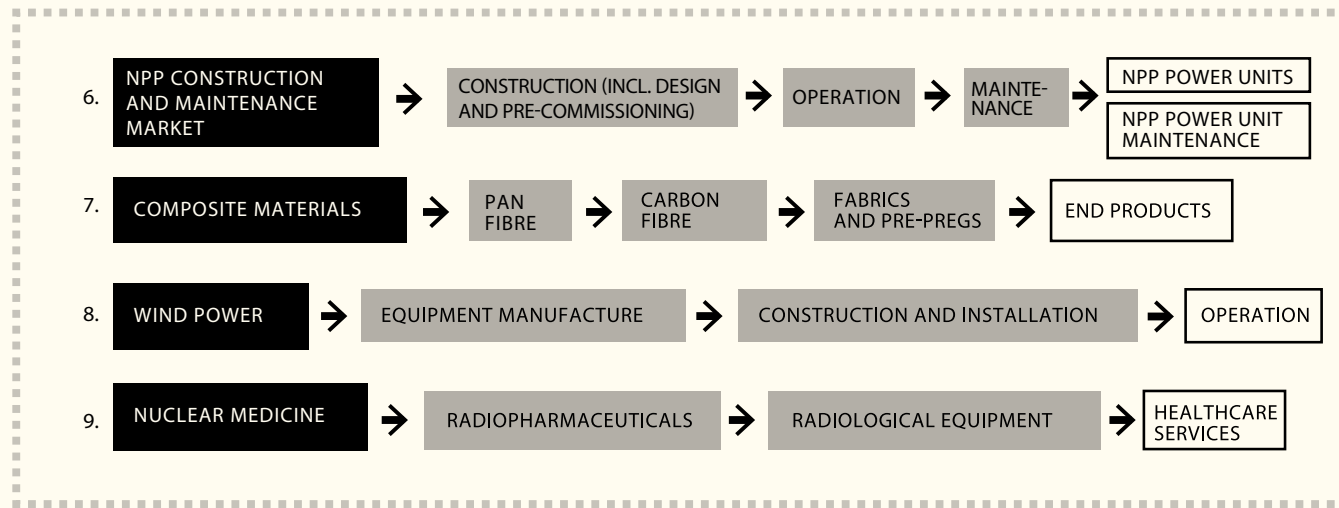 6.
NPP CONSTRUCTION
AND MAINTENANCE
MARKET
CONSTRUCTION (INCL. DESIGN
AND PRE-COMMISSIONING)
OPERATION
MAINTE-
NANCE
NPP POWER UNITS
NPP POWER UNIT
MAINTENANCE
7.
COMPOSITE MATERIALS
PAN
FIBRE
CARBON
FIBRE
FABRICS
AND PRE-PREGS
END PRODUCTS
8.
WIND POWER
EQUIPMENT MANUFACTURE
CONSTRUCTION AND INSTALLATION
OPERATION
9.
NUCLEAR MEDICINE
RADIOPHARMACEUTICALS
RADIOLOGICAL EQUIPMENT
HEALTHCARE
SERVICES